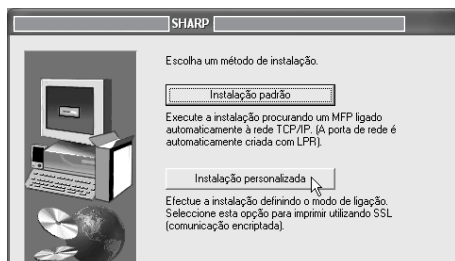 SHARP
Escolha um método de instalação.
Instalação padrão
Execute a instalação procurando um MFP ligado
automaticamente à rede TCP/IP. (A porta de rede é
automaticamente criada com LPR).
Instalação personalizada
Efectue a instalação definindo o modo de ligação.
Seleccione esta opção para imprimir utilizando SSL
(comunicação encriptada).